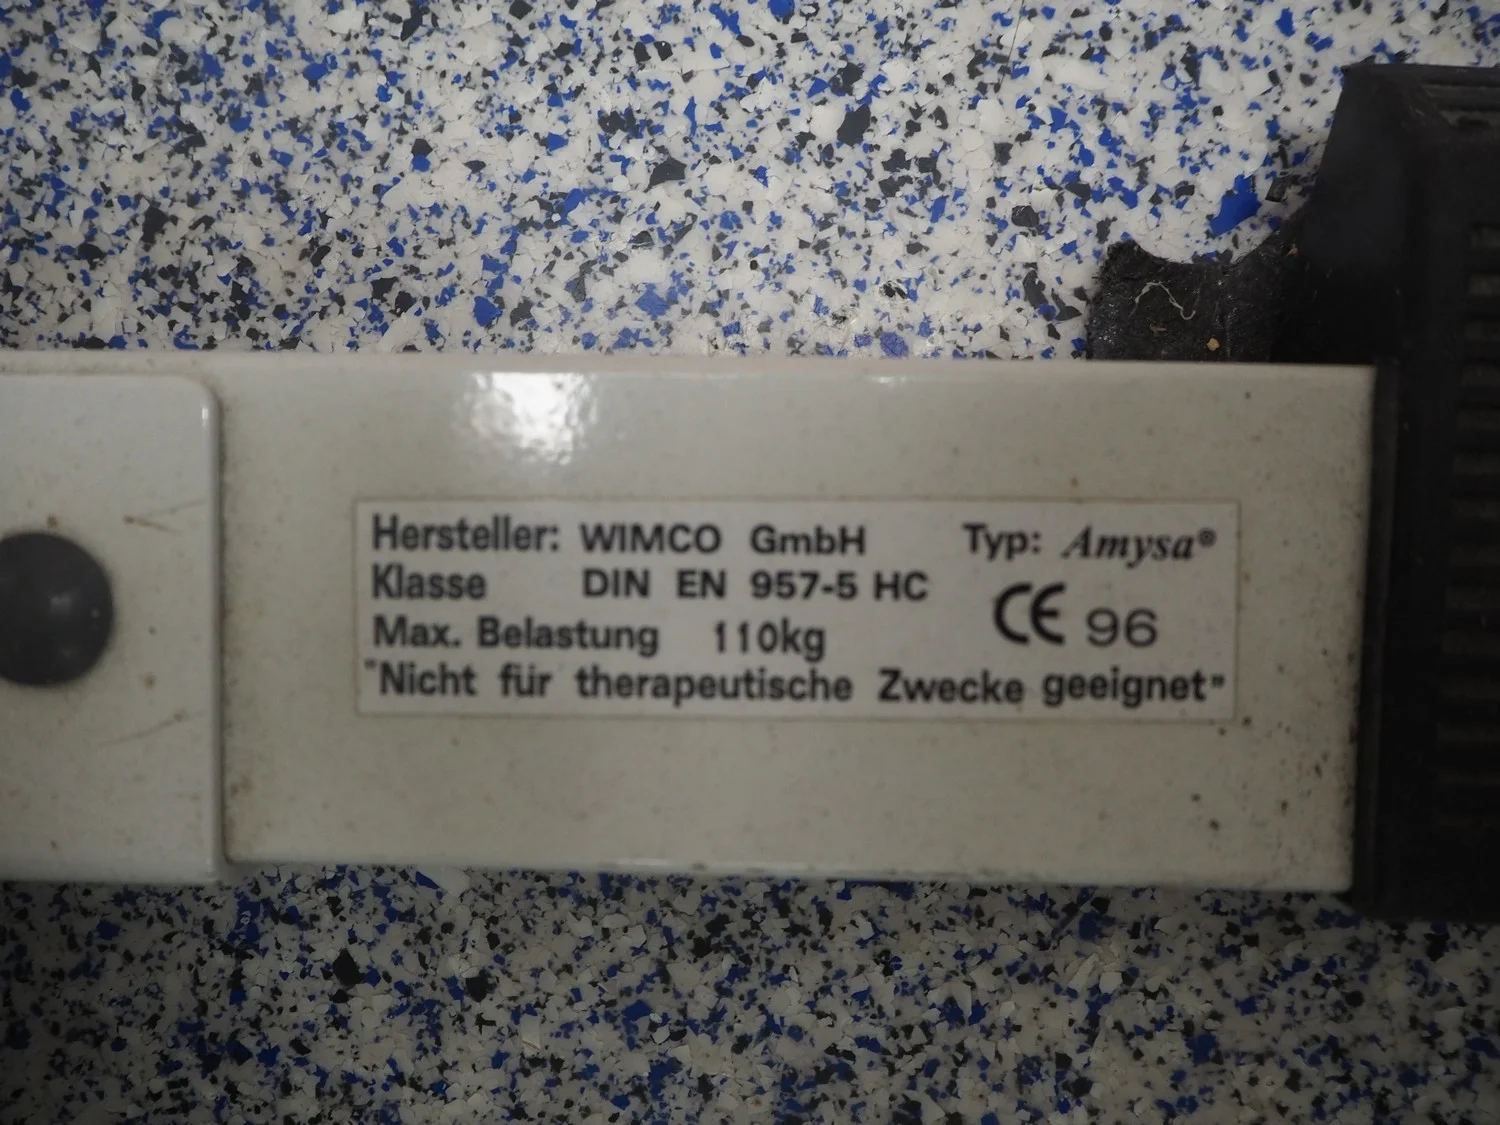 Hersteller: WIMCO GmbH Typ: Amysa®
Klasse DIN EN 957-5 HC
Max. Belastung 110kg CE 96
"Nicht für therapeutische Zwecke geeignet"